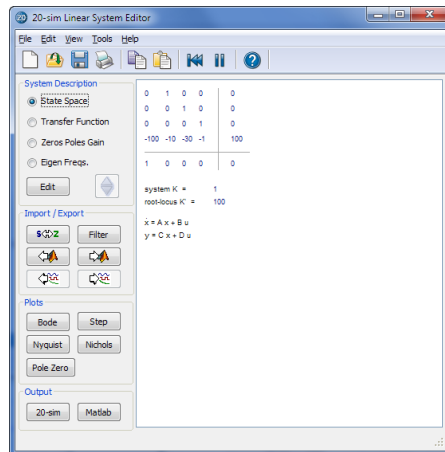 20-sim Linear System Editor
File Edit View Tools Help
System Description
State Space
Transfer Function
Zeros Poles Gain
Eigen Freqs.
Edit
Import / Export
S Z Filter
Plots
Bode Step
Nyquist Nichols
Pole Zero
Output
20-sim Matlab
0 1 0 0 0
0 0 1 0 0
0 0 0 1 0
-100 -10 -30 -1 100
1 0 0 0 0
system K = 1
root-locus K' = 100
ẋ = A x + B u
y = C x + D u